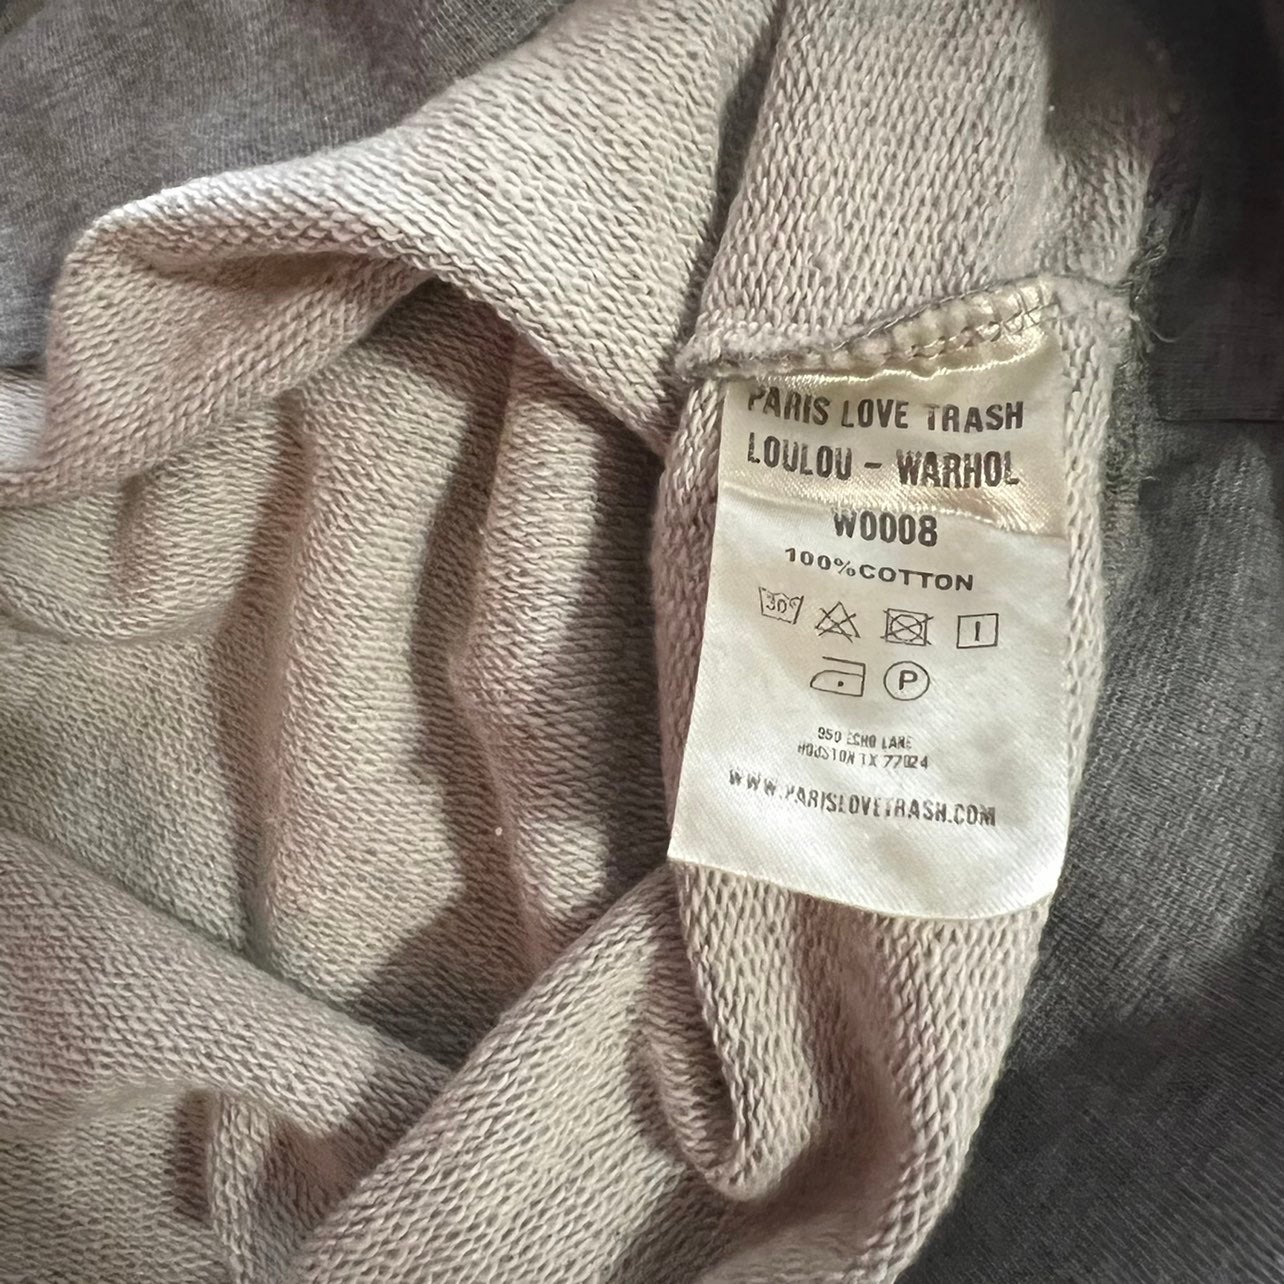 PARIS LOVE TRASH
LOULOU - WARHOL
W0008
100%COTTON
30°
P
950 ECHO LANE
HOUSTON TX 77024
WWW.PARISLOVETRASH.COM